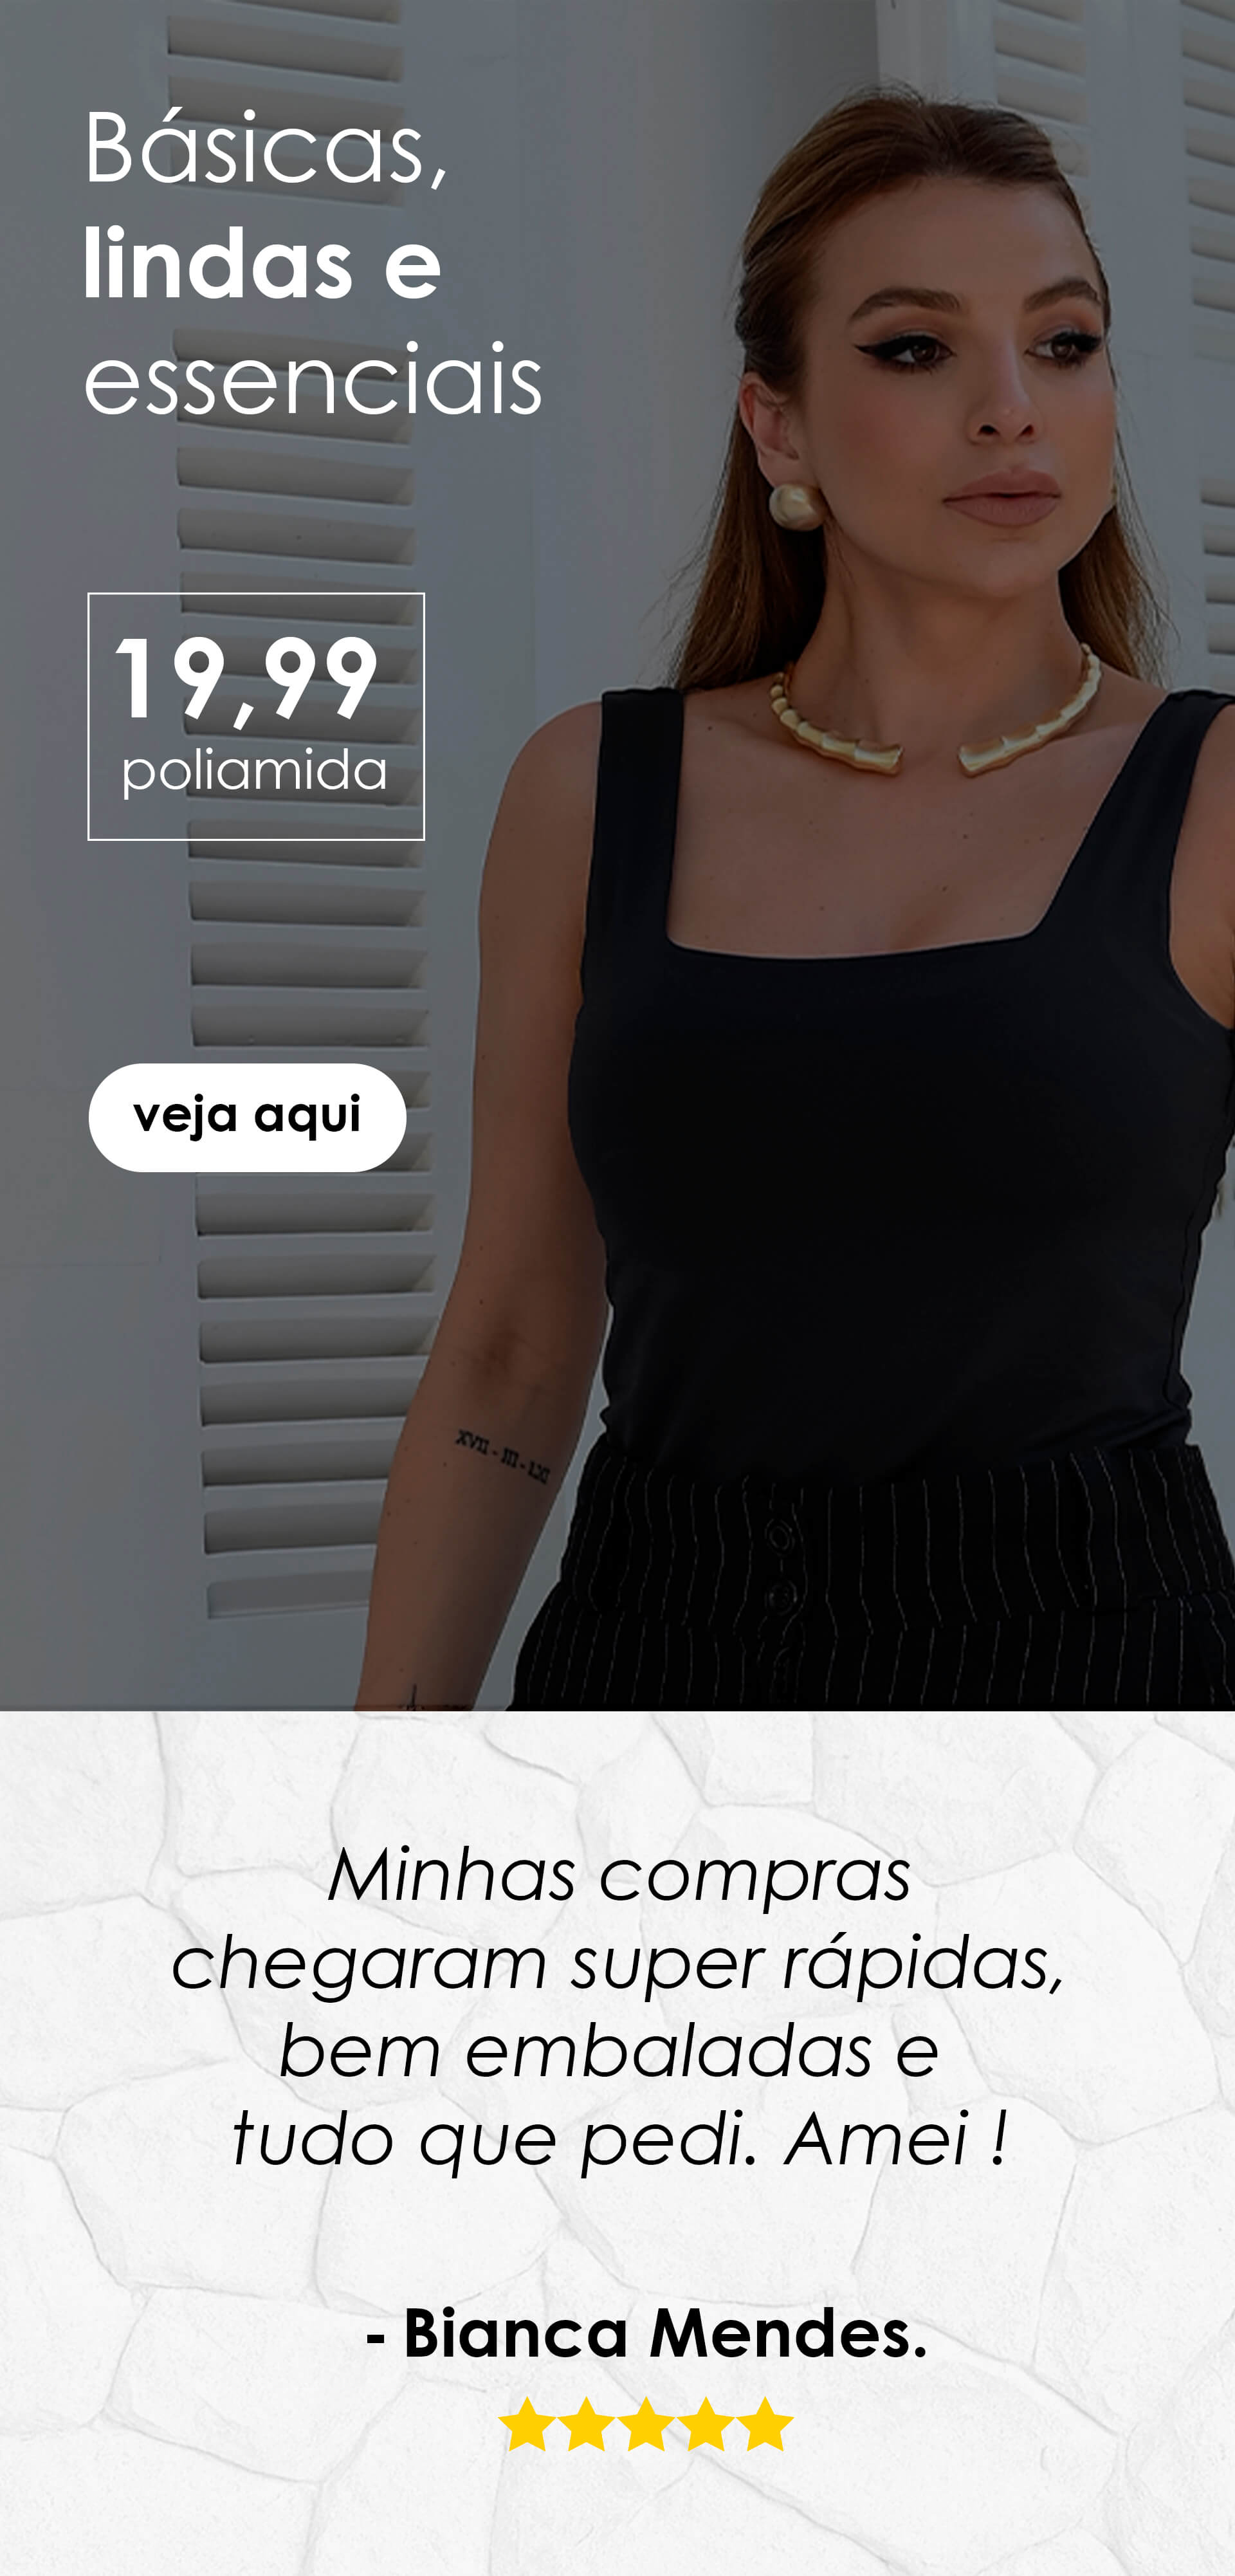 Básicas,
lindas e
essenciais
19,99
poliamida
veja aqui
XVII - III - LXI
Minhas compras
chegaram super rápidas,
bem embaladas e
tudo que pedi. Amei !
- Bianca Mendes.